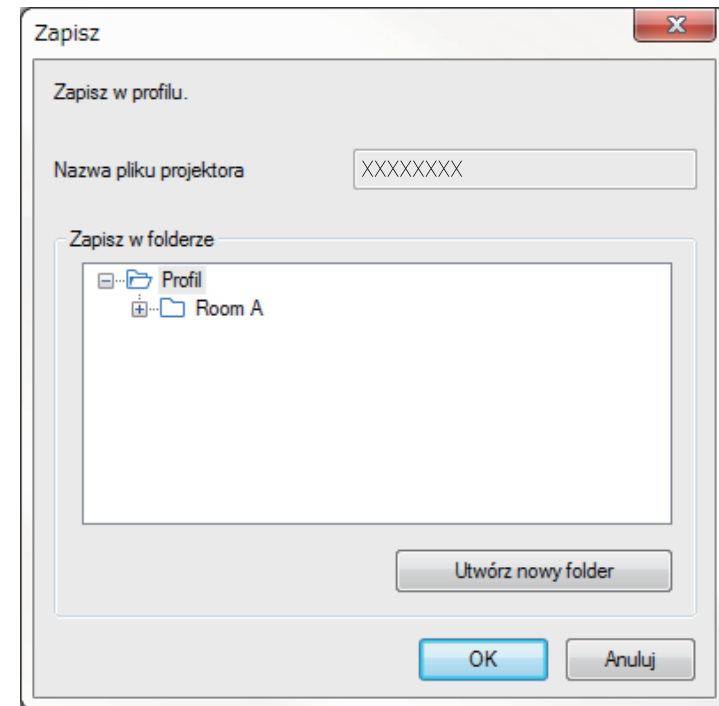 Zapisz
Zapisz w profilu.
Nazwa pliku projektora XXXXXXXX
Zapisz w folderze
Profil
Room A
Utwórz nowy folder
OK Anuluj